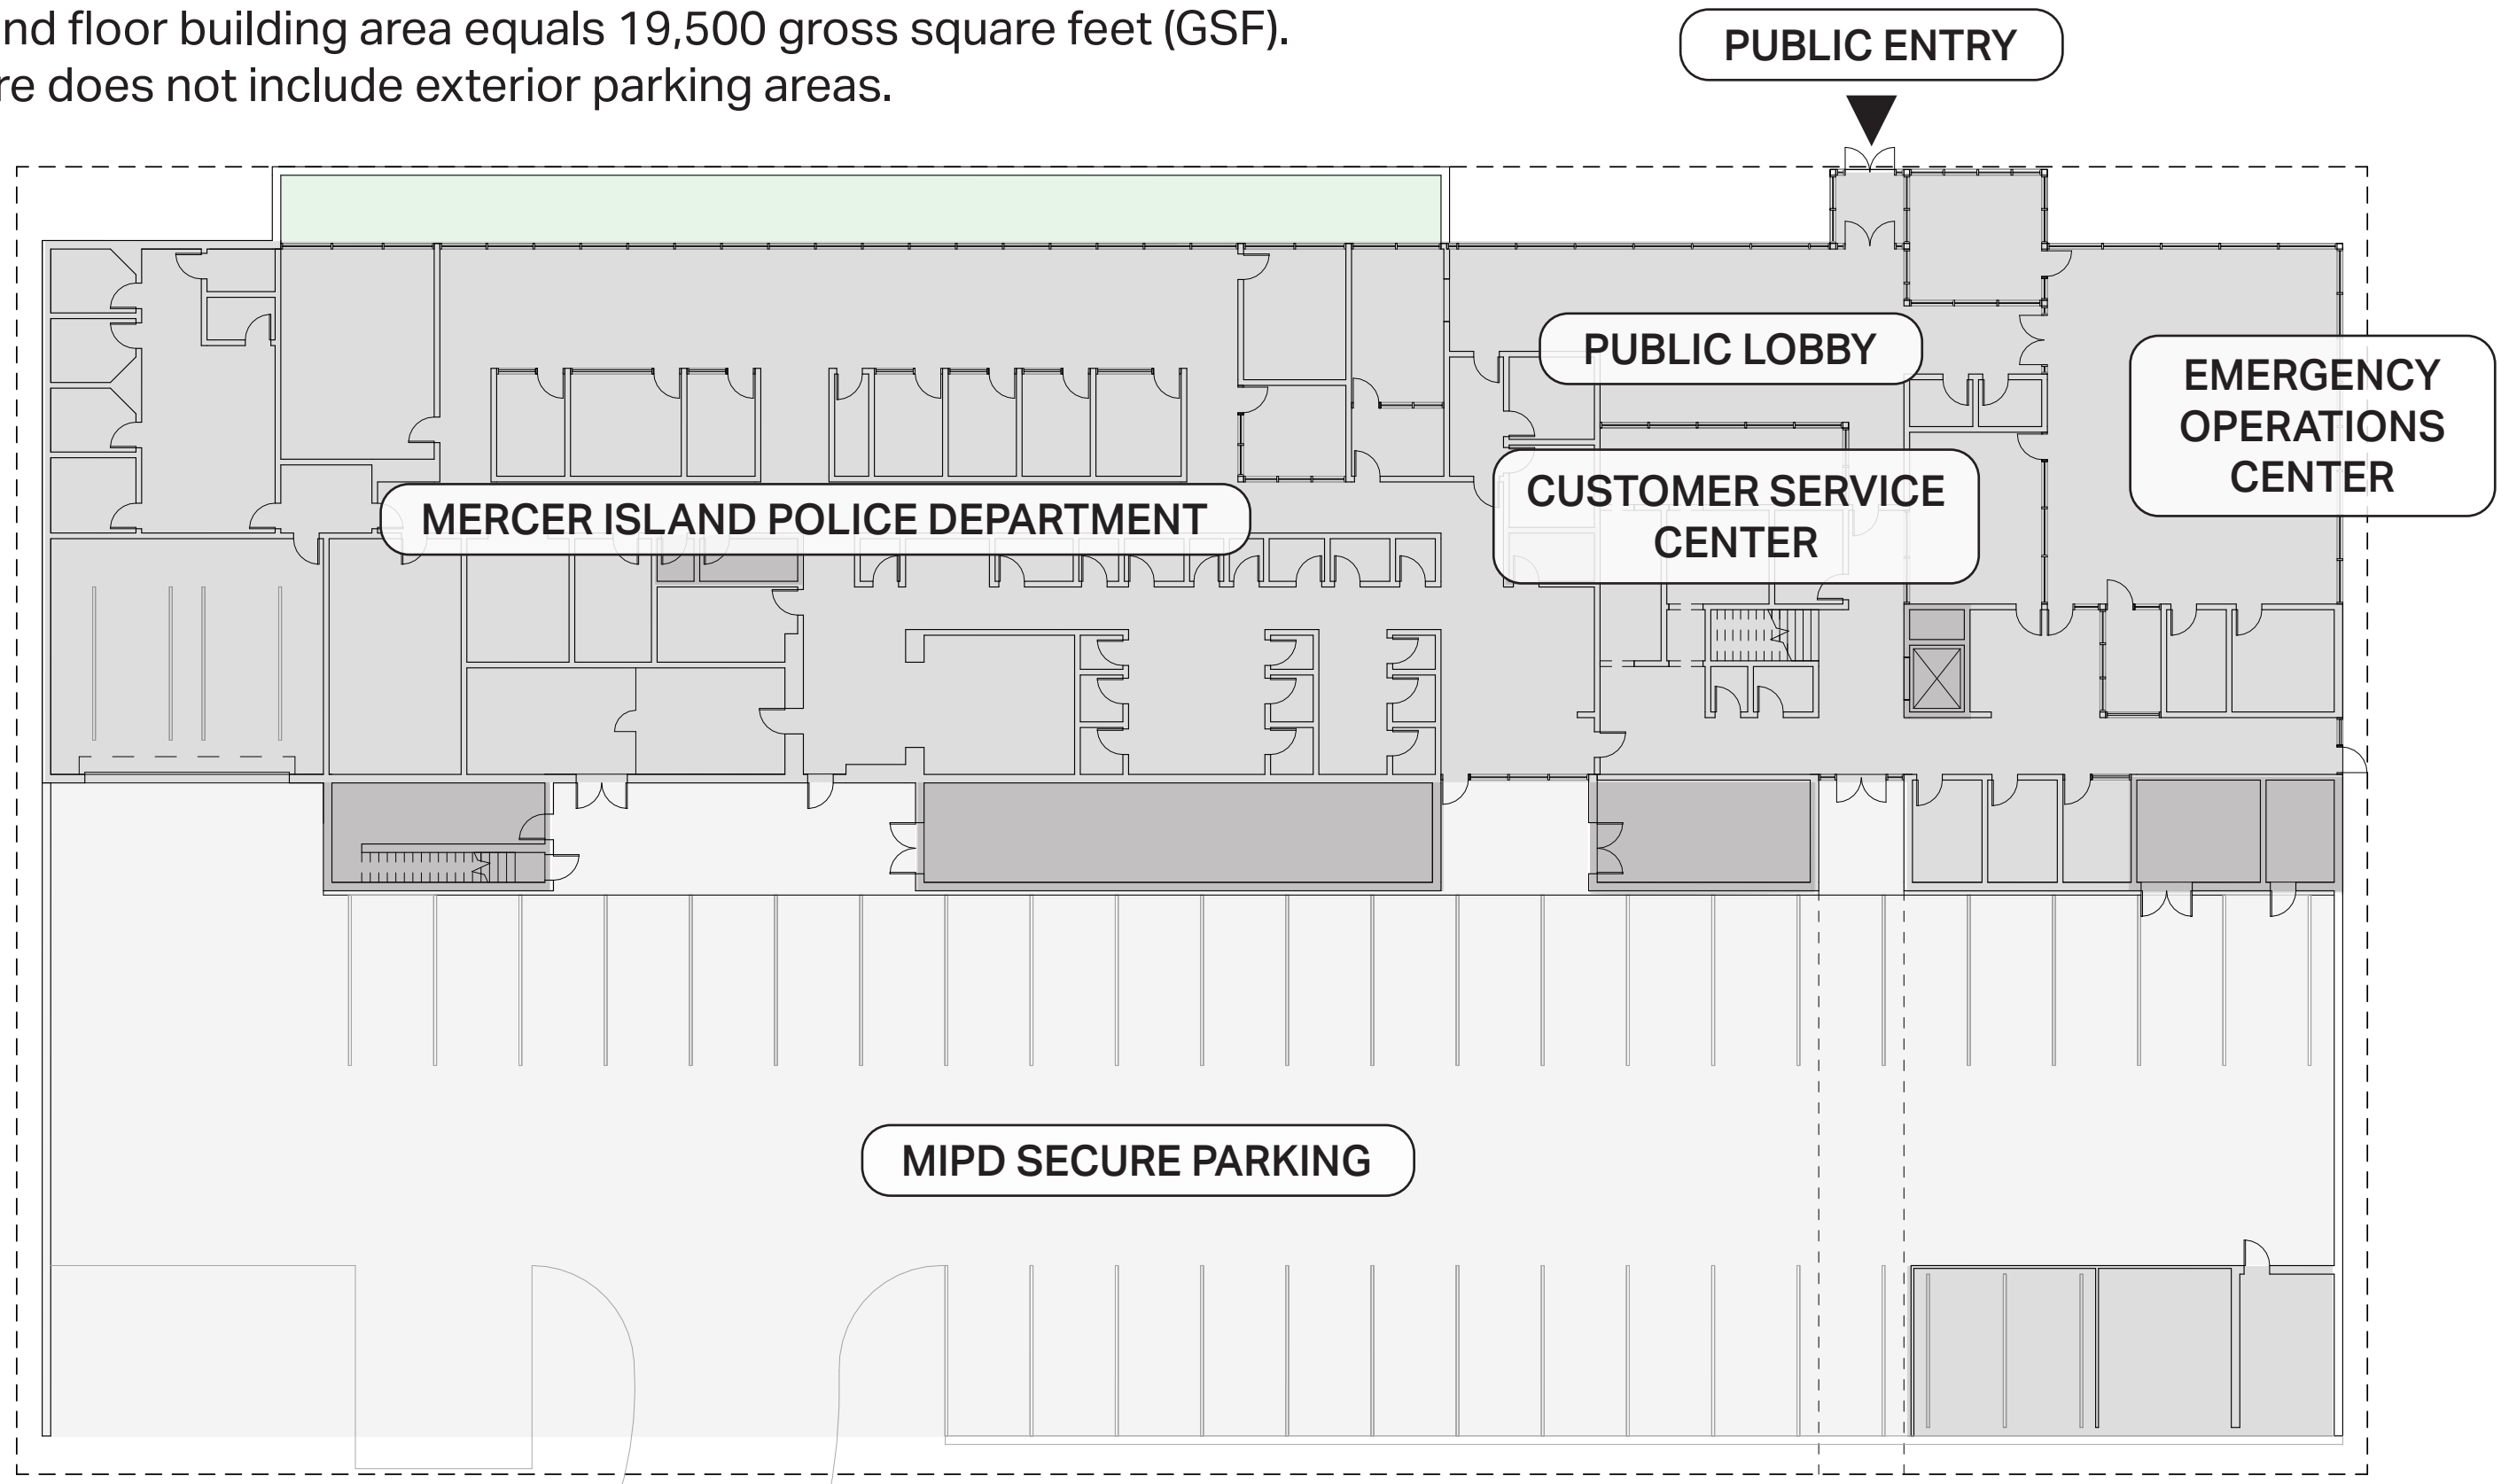 nd floor building area equals 19,500 gross square feet (GSF).
re does not include exterior parking areas.
PUBLIC ENTRY
PUBLIC LOBBY
EMERGENCY
OPERATIONS
CENTER
CUSTOMER SERVICE
CENTER
MERCER ISLAND POLICE DEPARTMENT
MIPD SECURE PARKING